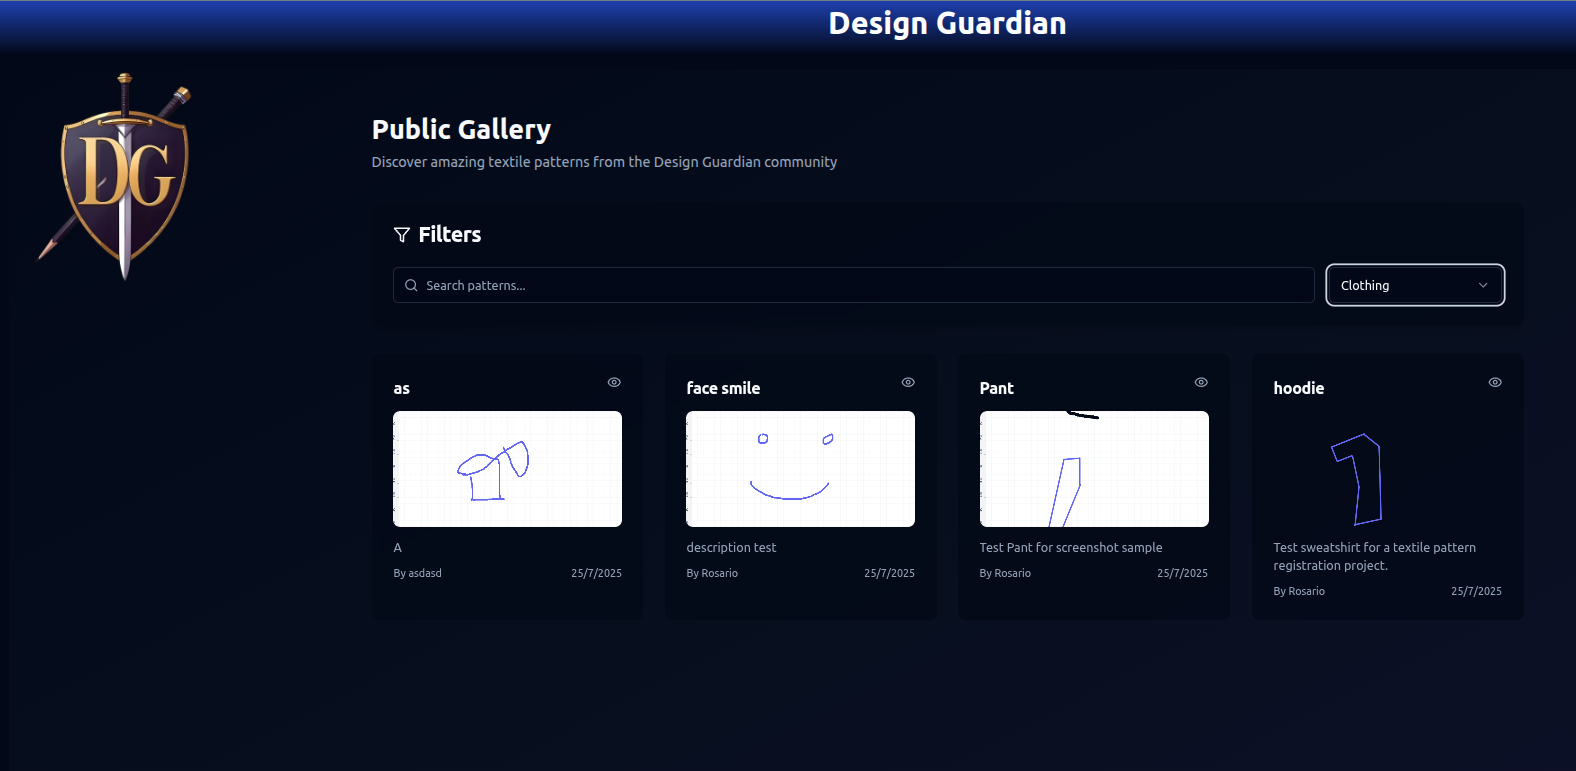 Design Guardian
DG
Public Gallery
Discover amazing textile patterns from the Design Guardian community
Filters
Search patterns...
Clothing
as
face smile
Pant
hoodie
A
description test
Test Pant for screenshot sample
Test sweatshirt for a textile pattern
registration project.
By asdasd
25/7/2025
By Rosario
25/7/2025
By Rosario
25/7/2025
By Rosario
25/7/2025